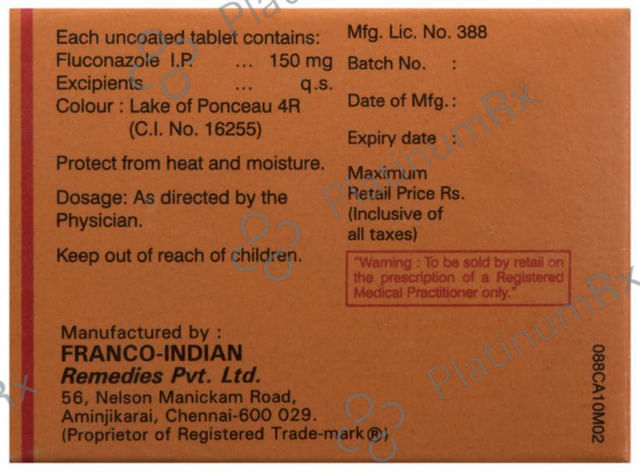 Each uncoated tablet contains:
Fluconazole I.P. ... 150 mg
Excipients ... q.s.
Colour : Lake of Ponceau 4R
(C.I. No. 16255)
Protect from heat and moisture.
Dosage: As directed by the
Physician.
Keep out of reach of children.
Mfg. Lic. No. 388
Batch No. :
Date of Mfg. :
Expiry date :
Maximum
Retail Price Rs.
(Inclusive of
all taxes)
"Warning : To be sold by retail on
the prescription of a Registered
Medical Practitioner only."
Manufactured by :
FRANCO-INDIAN
Remedies Pvt. Ltd.
56, Nelson Manickam Road,
Aminjikarai, Chennai-600 029.
(Proprietor of Registered Trade-mark ®)
088CA10M02
PlatinumRx
PlatinumRx
PlatinumRx
Rx